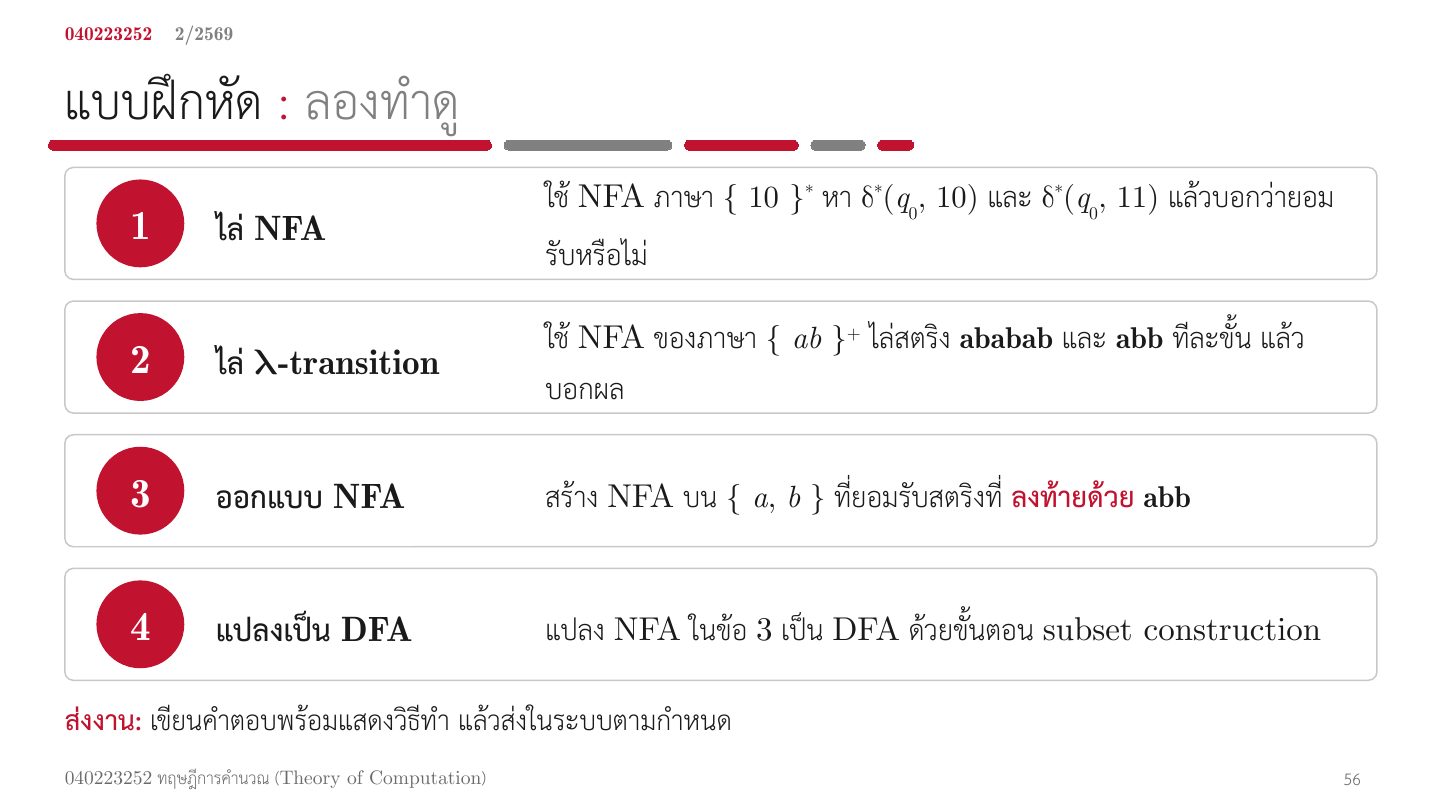 040223252 2/2569
แบบฝึกหัด : ลองทำดู
1 ไล่ NFA
ใช้ NFA ภาษา { 10 }* หา δ*(q₀, 10) และ δ*(q₀, 11) แล้วบอกว่ายอม
รับหรือไม่
2 ไล่ λ-transition
ใช้ NFA ของภาษา { ab }⁺ ไล่สตริง ababab และ abb ทีละขั้น แล้ว
บอกผล
3 ออกแบบ NFA
สร้าง NFA บน { a, b } ที่ยอมรับสตริงที่ ลงท้ายด้วย abb
4 แปลงเป็น DFA
แปลง NFA ในข้อ 3 เป็น DFA ด้วยขั้นตอน subset construction
ส่งงาน: เขียนคำตอบพร้อมแสดงวิธีทำ แล้วส่งในระบบตามกำหนด
040223252 ทฤษฎีการคำนวณ (Theory of Computation)
56